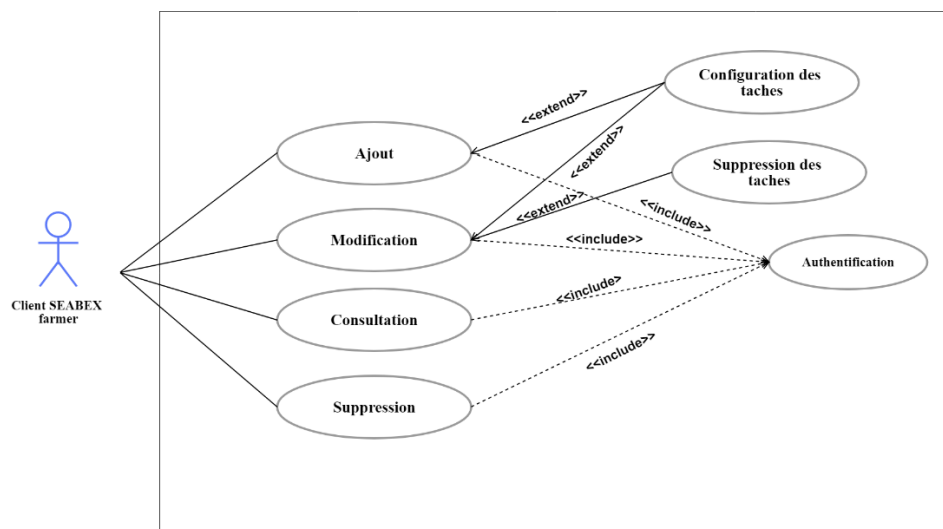 Configuration des
taches
<<extend>>
Ajout
<<extend>>
Suppression des
taches
<<extend>>
<<include>>
Modification
<<include>>
Authentification
Client SEABEX
farmer
<<include>
Consultation
<<include>>
Suppression